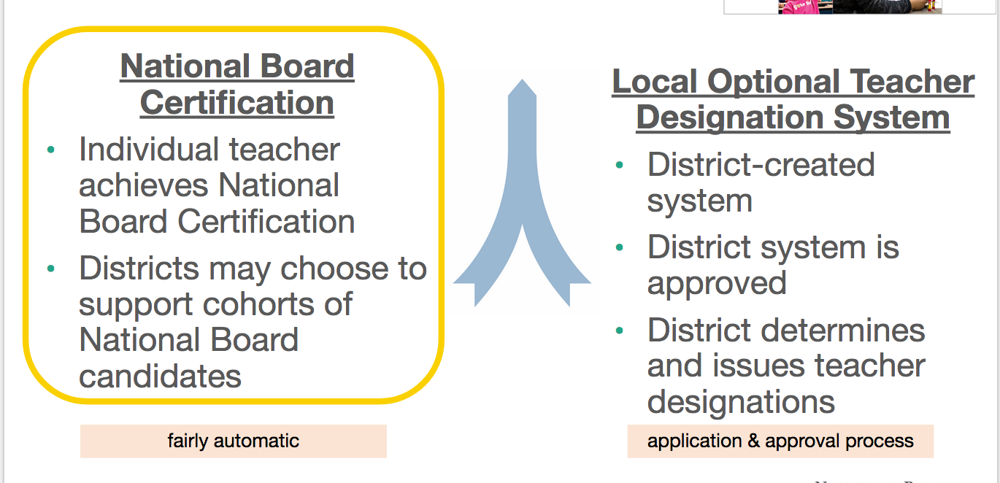 National Board
Certification
• Individual teacher
achieves National
Board Certification
• Districts may choose to
support cohorts of
National Board
candidates
fairly automatic
Local Optional Teacher
Designation System
• District-created
system
• District system is
approved
• District determines
and issues teacher
designations
application & approval process